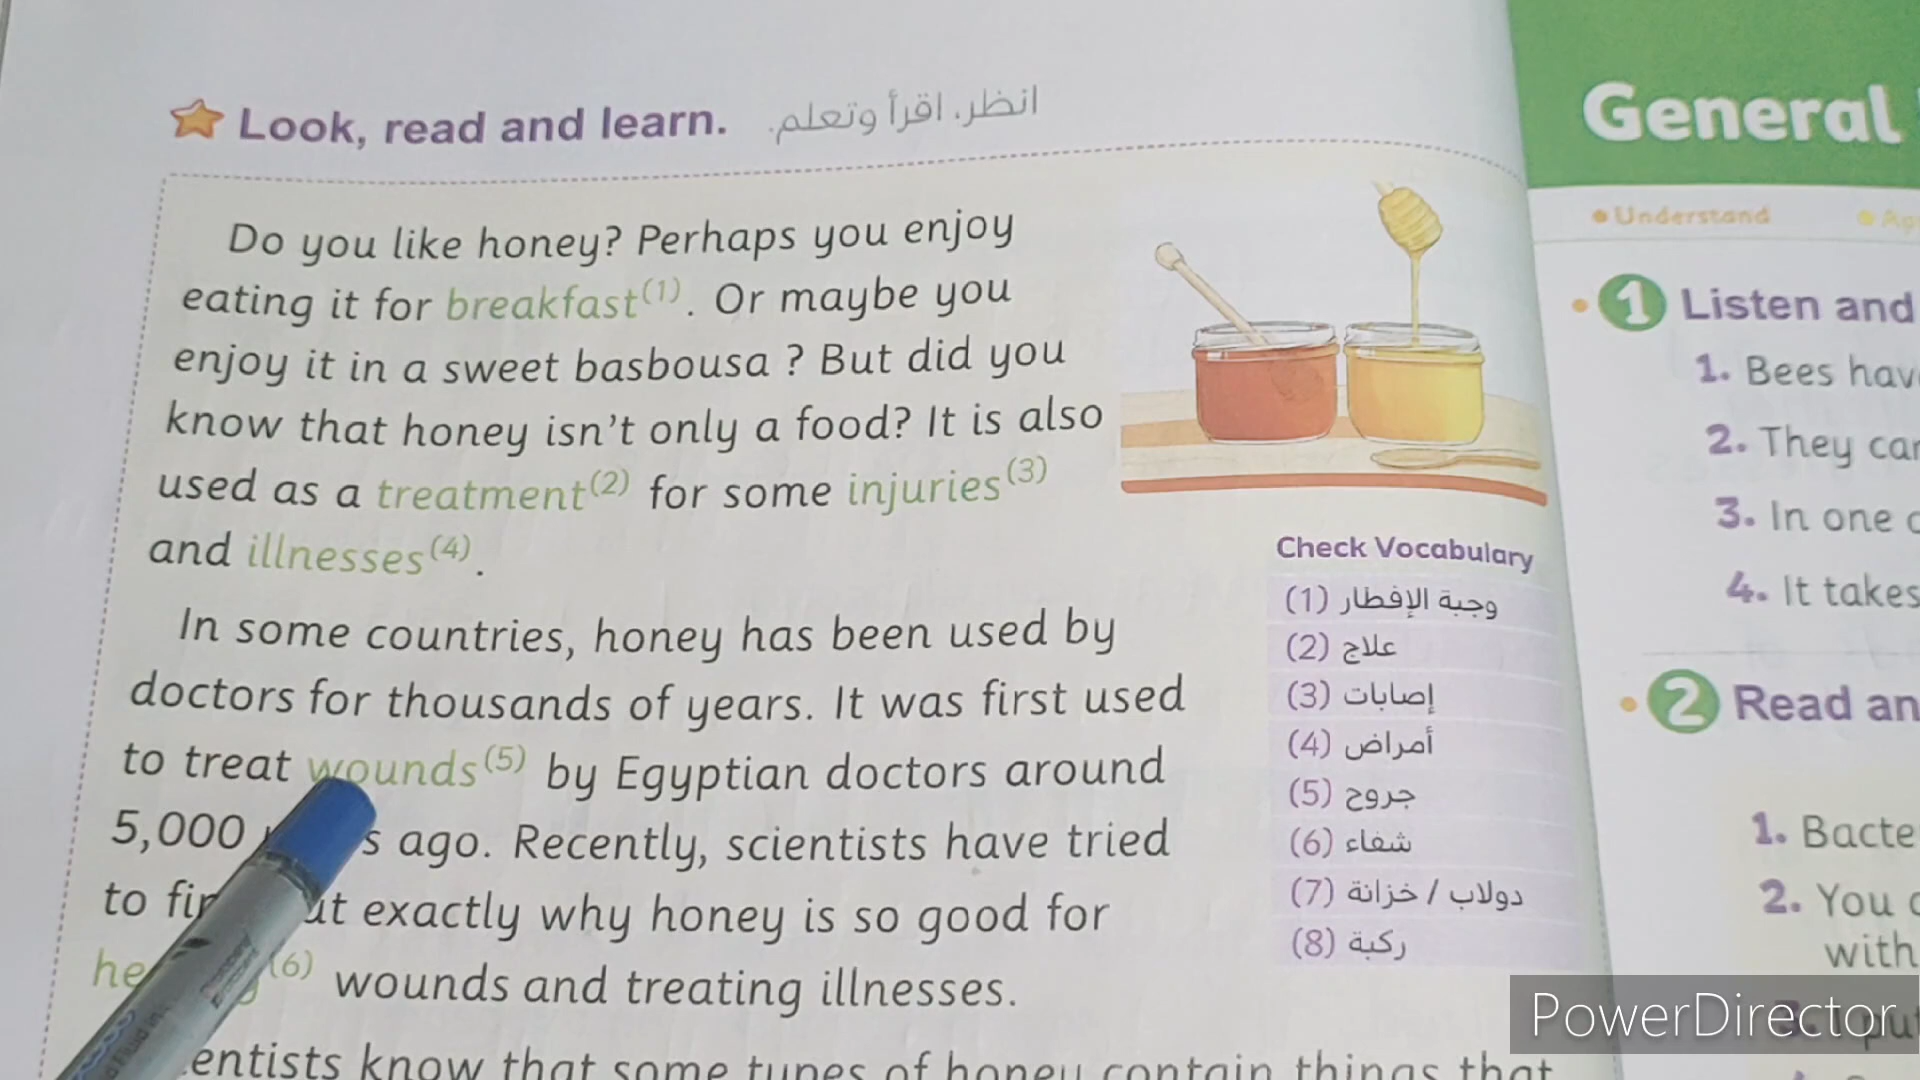 Look, read and learn. انظر. اقرأ وتعلم.
Do you like honey? Perhaps you enjoy
eating it for breakfast(1). Or maybe you
enjoy it in a sweet basbousa ? But did you
know that honey isn't only a food? It is also
used as a treatment(2) for some injuries(3)
and illnesses(4).
In some countries, honey has been used by
doctors for thousands of years. It was first used
to treat wounds(5) by Egyptian doctors around
5,000 ago. Recently, scientists have tried
to exactly why honey is so good for
(6) wounds and treating illnesses.
know that some types of honey contain things that
Check Vocabulary
(1) وجبة الإفطار
(2) علاج
(3) إصابات
(4) أمراض
(5) جروح
(6) شفاء
(7) دولاب / خزانة
(8) ركبة
General
Understand
1 Listen and
1. Bees
2. They
3. In one
4. It takes
2 Read
1.
2. You
with
PowerDirector